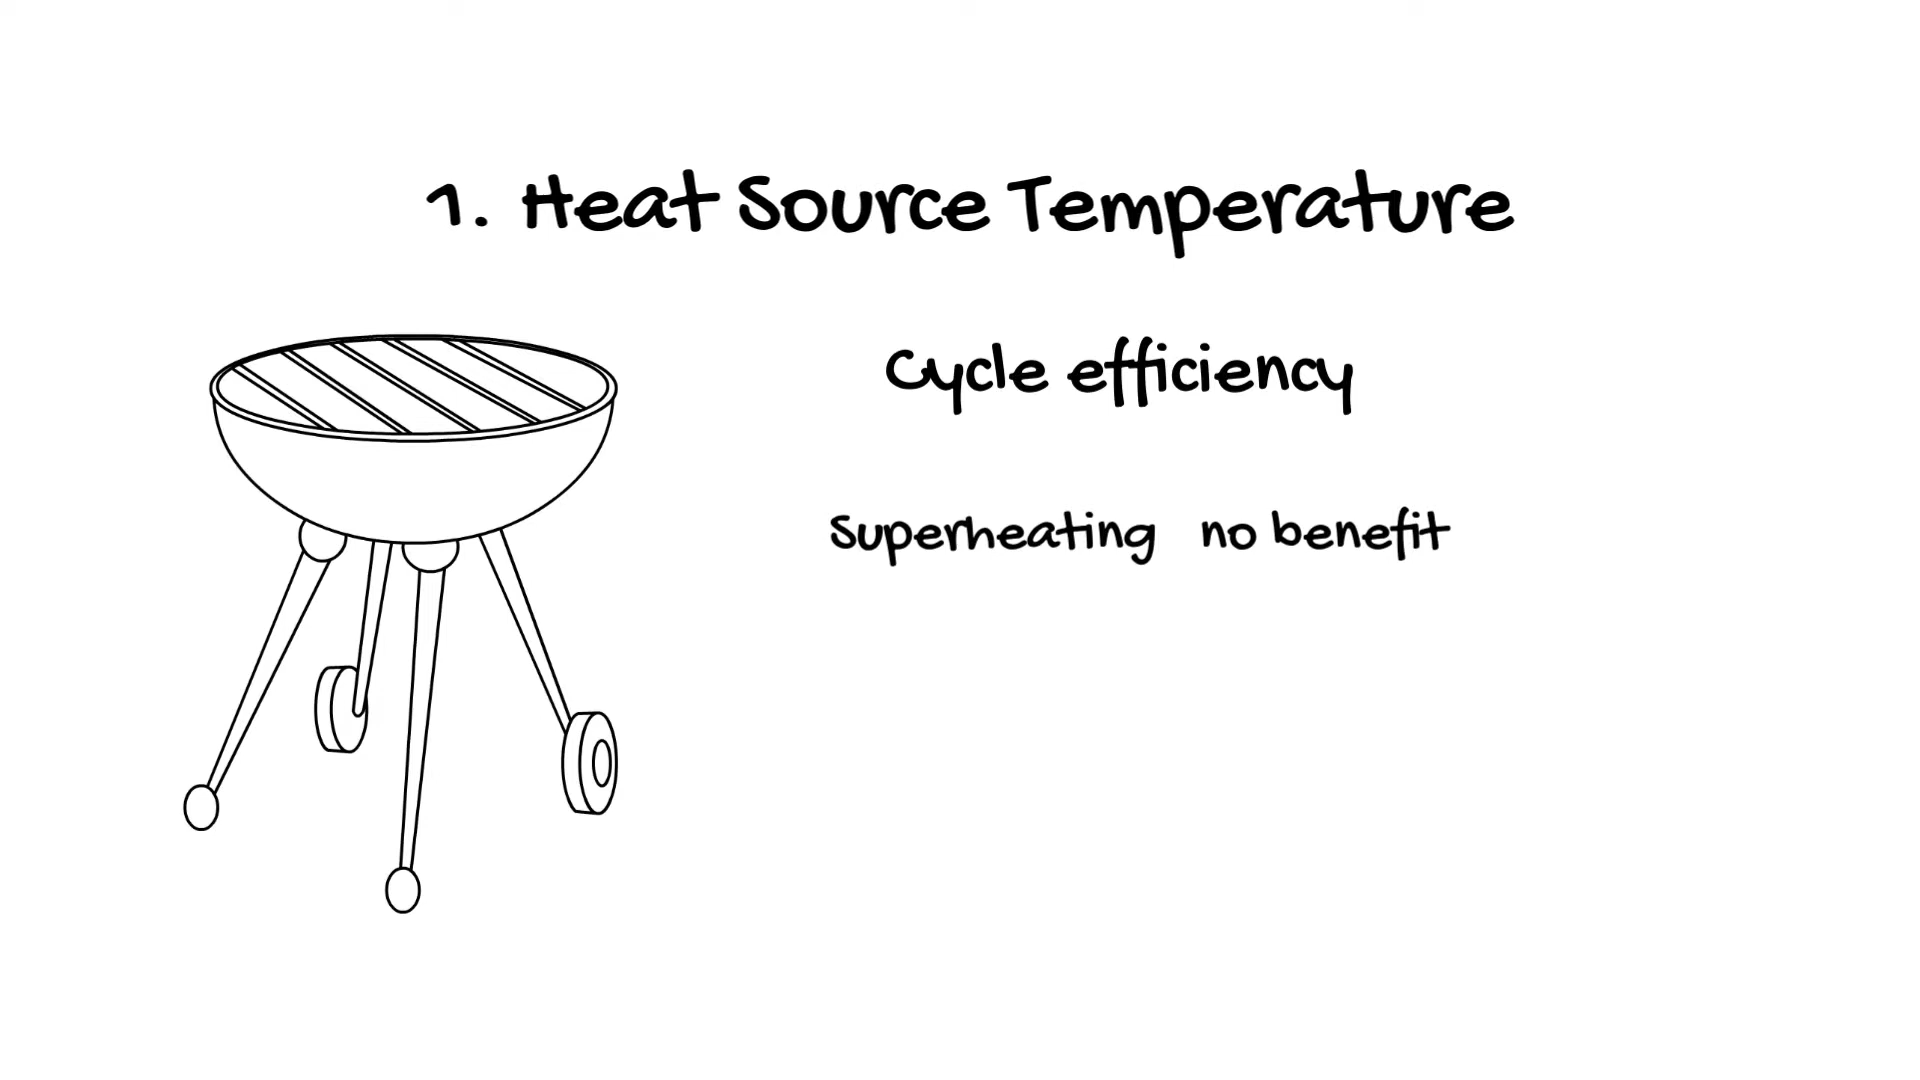 1. Heat Source Temperature
Cycle efficiency
Superheating no benefit